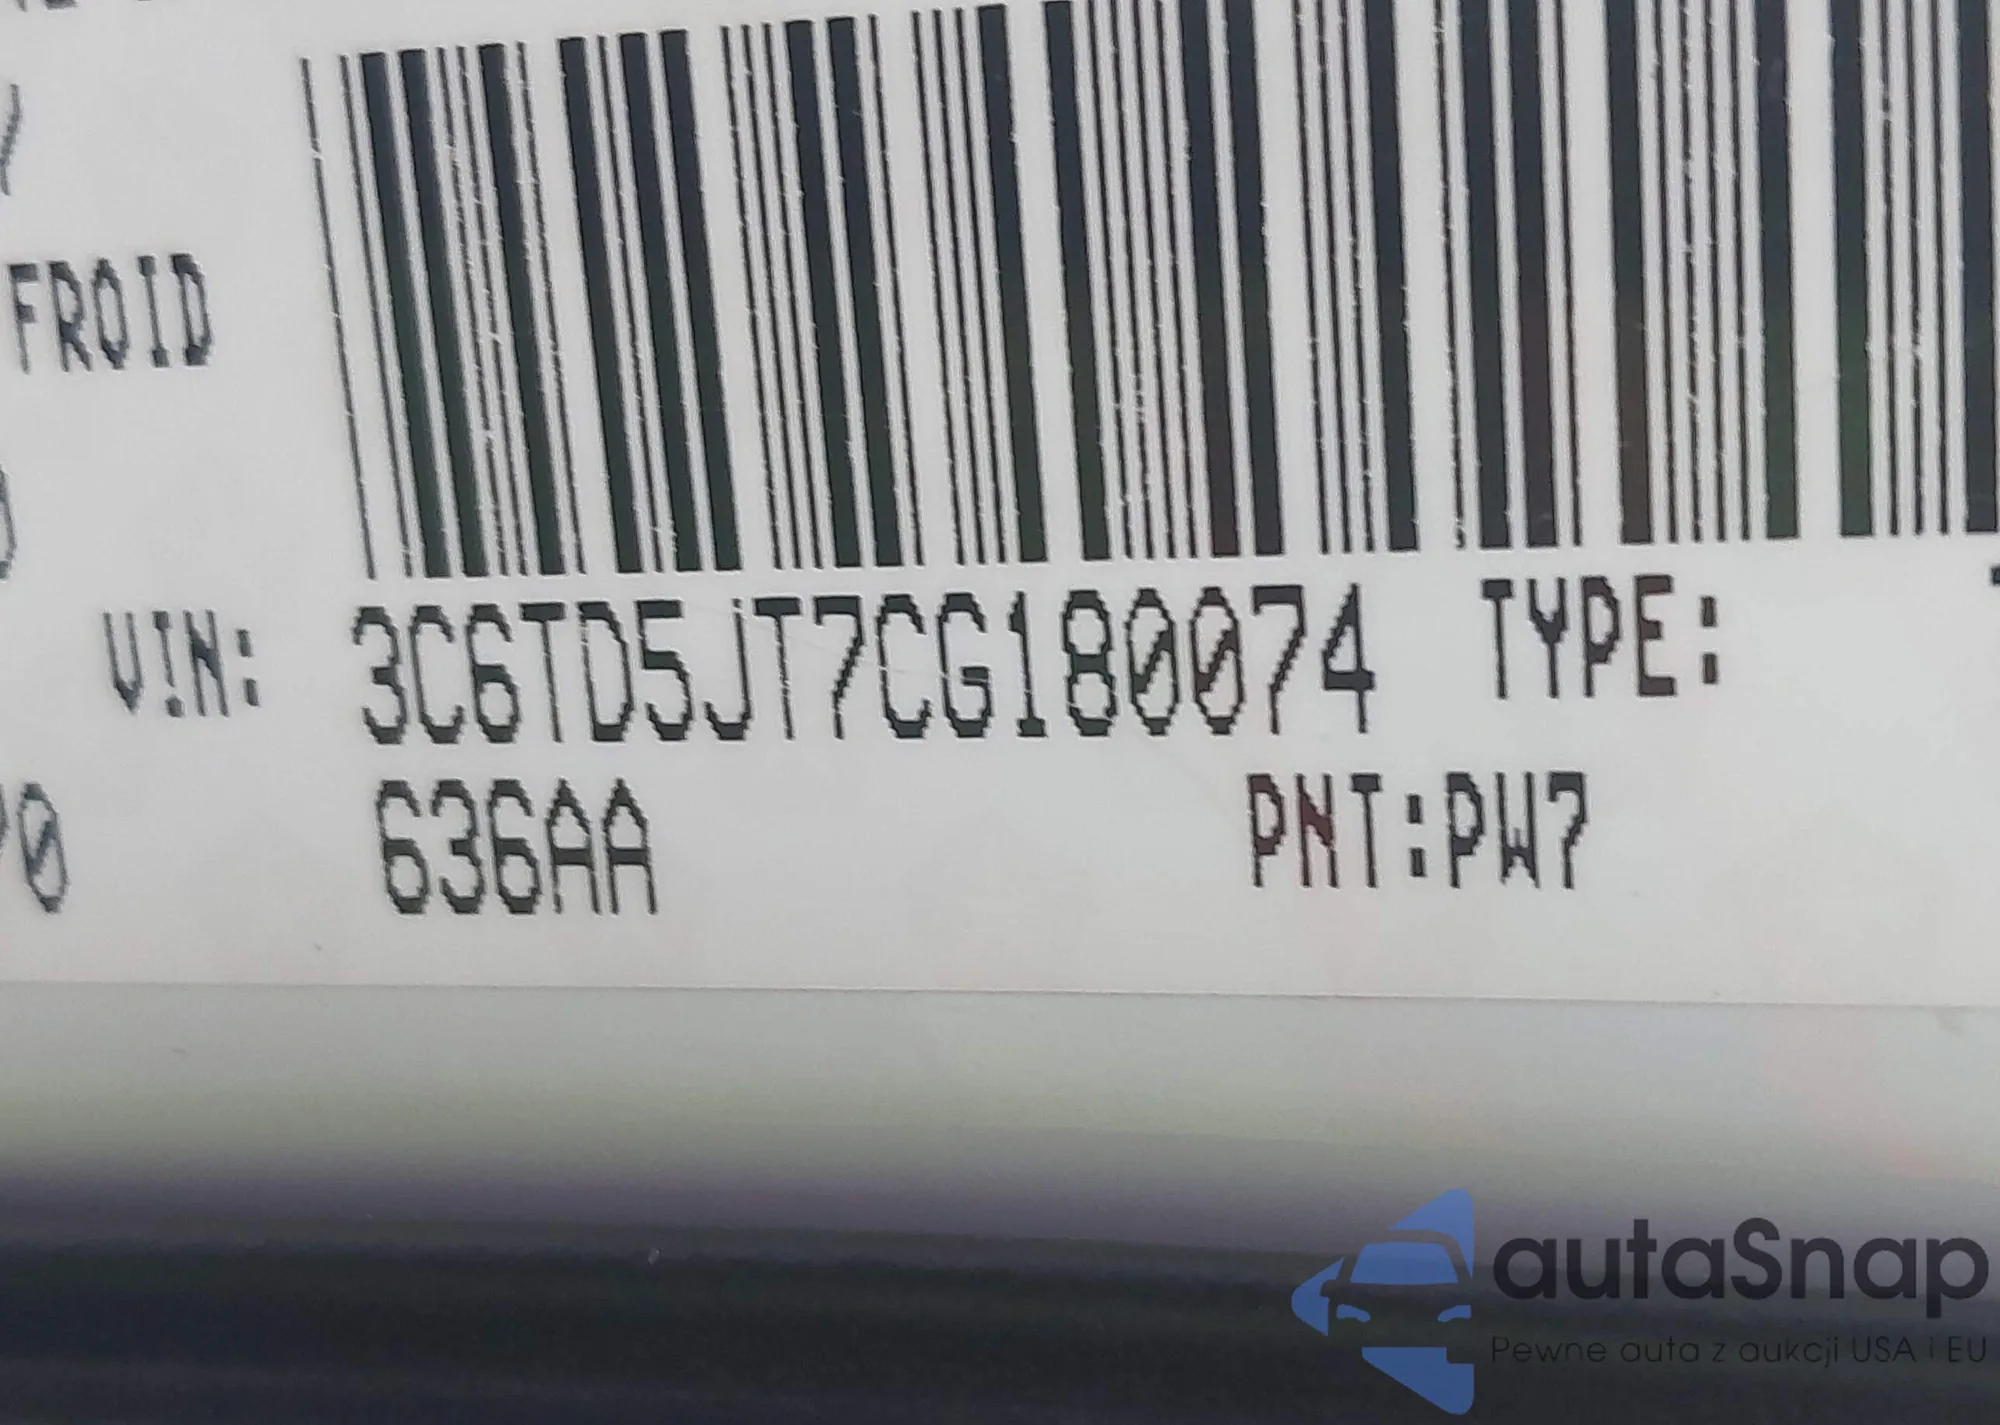 FROID
VIN: 3C6TD5JT7CG180074 TYPE:
636AA PNT:PW7
autaSnap
Pewne auta z aukcji USA i EU